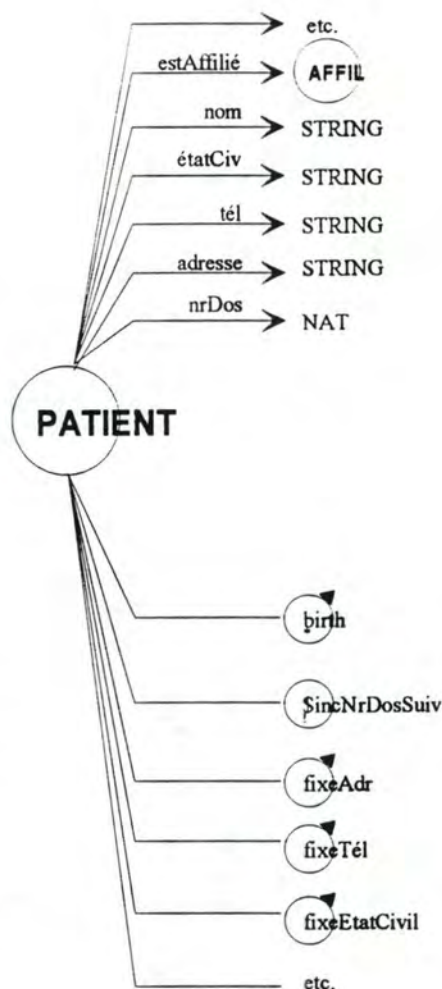 etc.
estAffilié AFFIL
nom STRING
étatCiv STRING
tél STRING
adresse STRING
nrDos NAT
PATIENT
birth
$incNrDosSuiv
fixeAdr
fixeTél
fixeEtatCivil
etc.